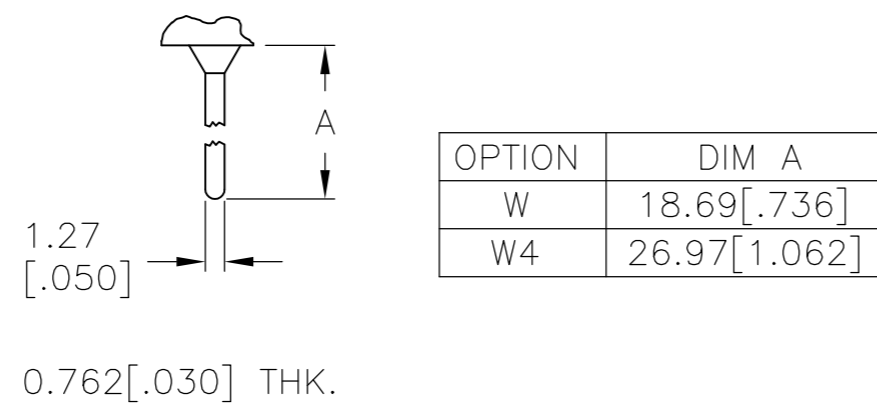 A
1.27
[.050]
0.762[.030] THK.
OPTION DIM A
W 18.69[.736]
W4 26.97[1.062]